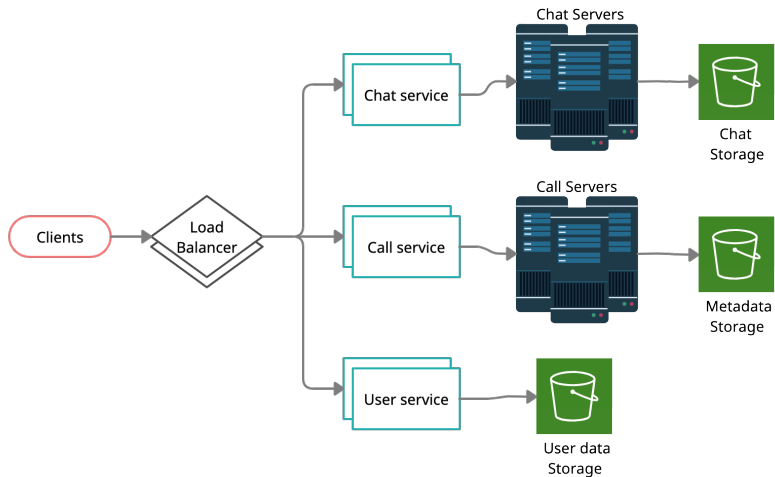 Chat Servers
Chat service
Chat
Storage
Call Servers
Clients
Load
Balancer
Call service
Metadata
Storage
User service
User data
Storage